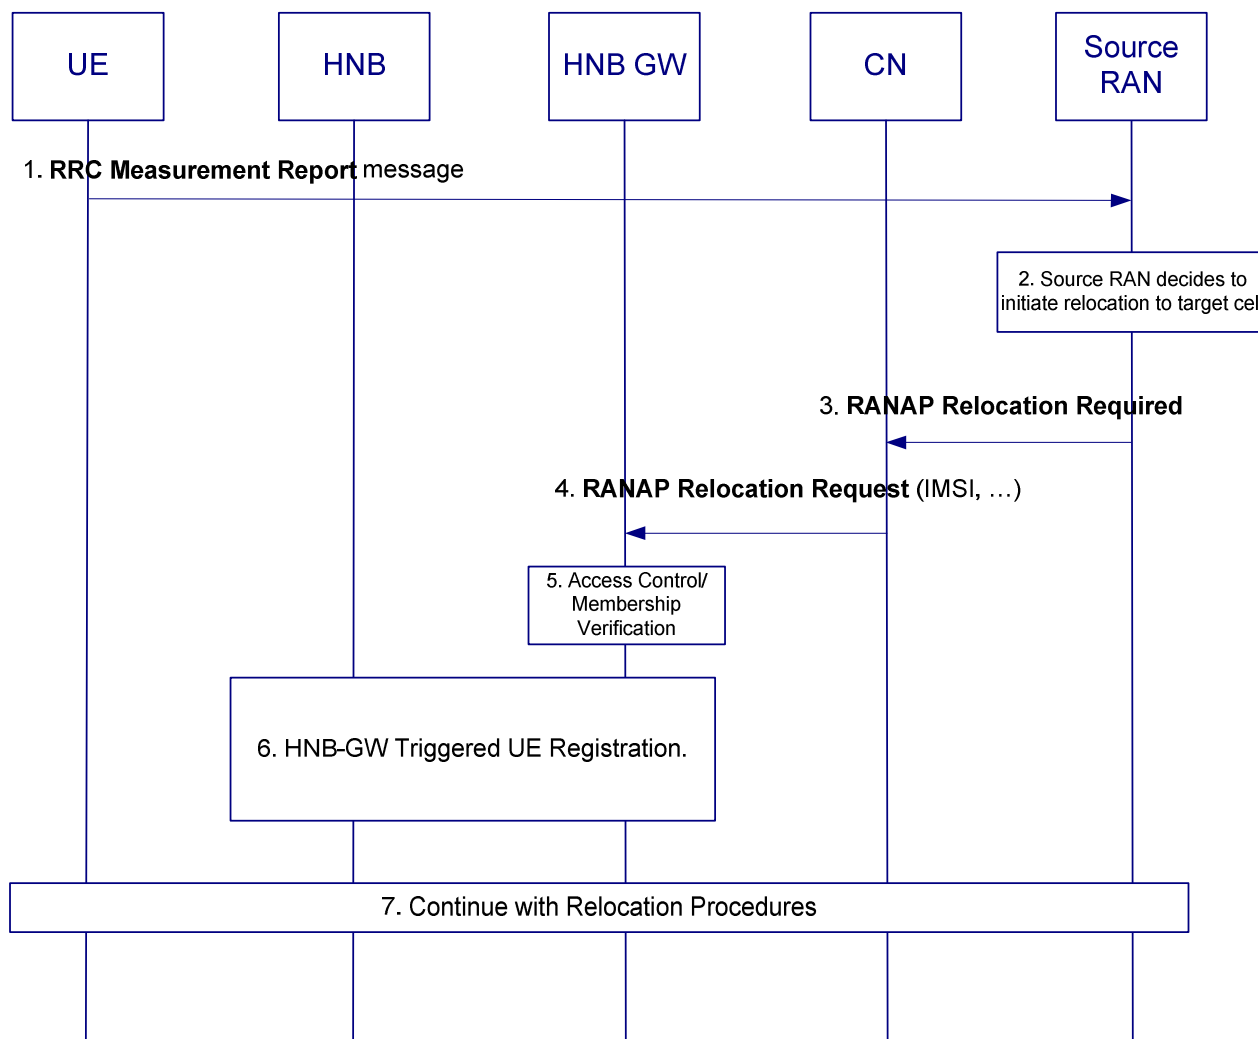 UE
HNB
HNB GW
CN
Source
RAN
1. RRC Measurement Report message
2. Source RAN decides to
initiate relocation to target cel
3. RANAP Relocation Required
4. RANAP Relocation Request (IMSI, …)
5. Access Control/
Membership
Verification
6. HNB-GW Triggered UE Registration.
7. Continue with Relocation Procedures